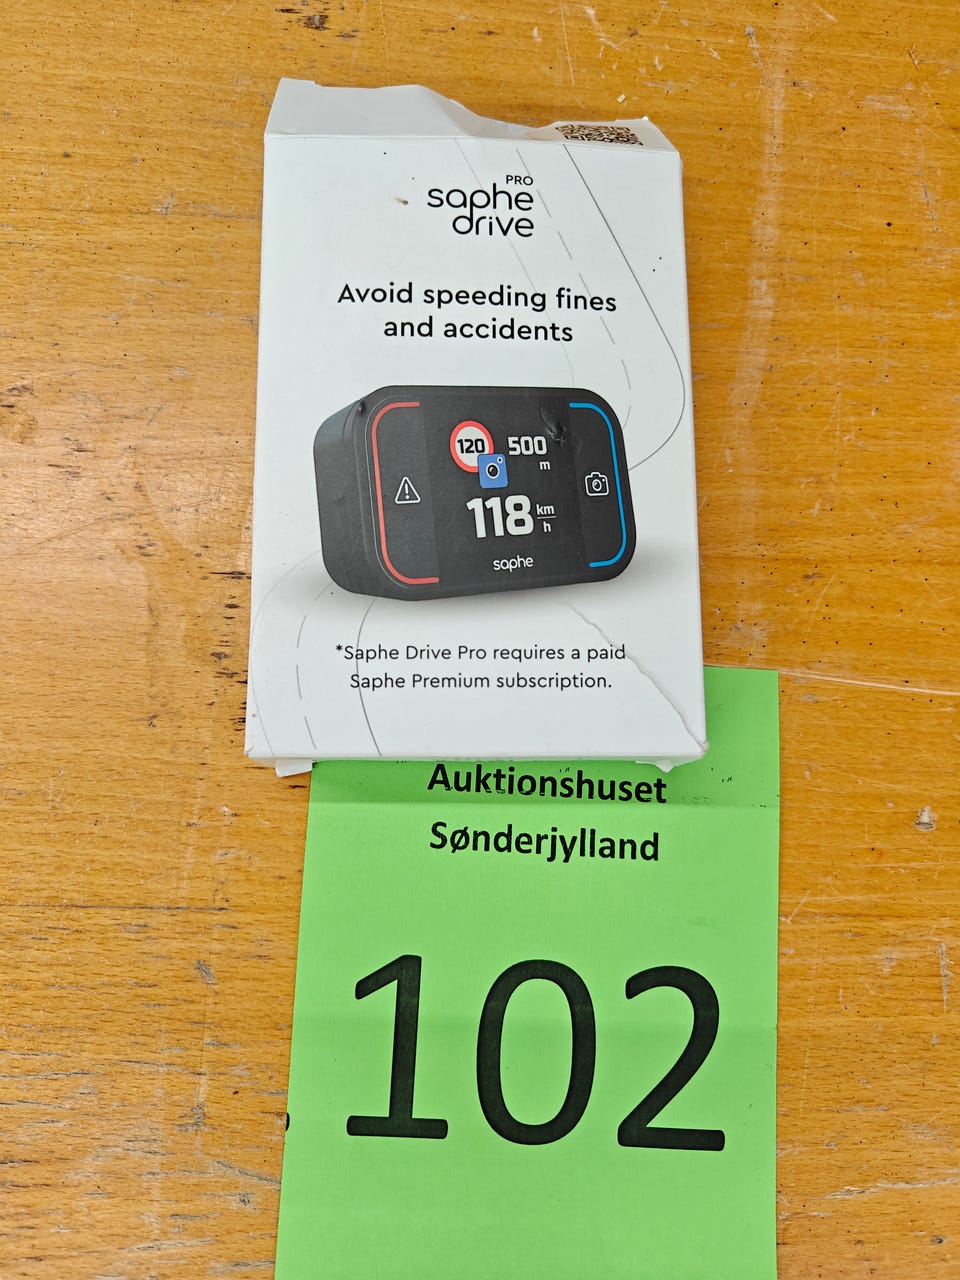 PRO
saphe
drive
Avoid speeding fines
and accidents
120 500
m
118 km
h
saphe
*Saphe Drive Pro requires a paid
Saphe Premium subscription.
Auktionshuset
Sønderjylland
102